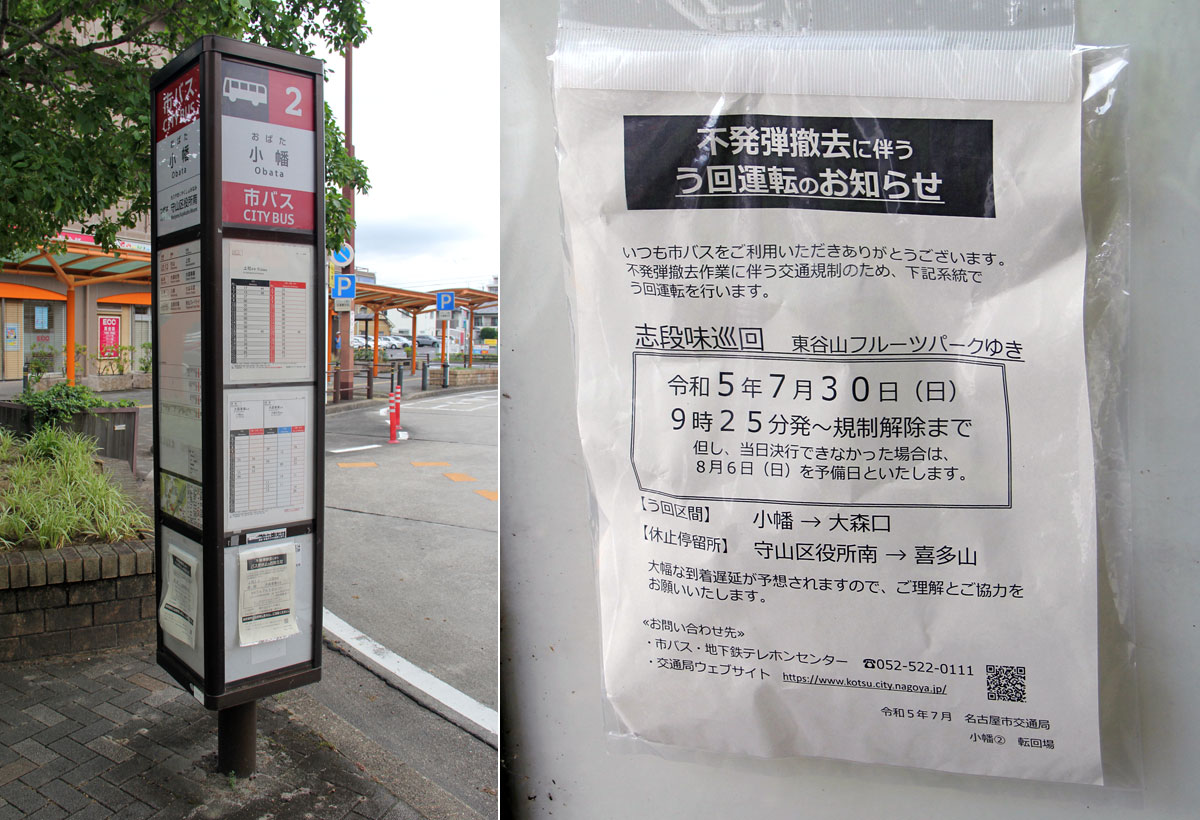 市バス
CITY BUS
おばた
小幡
Obata
守山区役所南
2
おばた
小幡
Obata
市バス
CITY BUS
P
P
ECC
不発弾撤去に伴う
う回運転のお知らせ
いつも市バスをご利用いただきありがとうございます。
不発弾撤去作業に伴う交通規制のため、下記系統で
う回運転を行います。
志段味巡回 東谷山フルーツパークゆき
令和5年7月30日（日）
9時25分発～規制解除まで
但し、当日決行できなかった場合は、
8月6日（日）を予備日といたします。
【う回区間】 小幡→大森口
【休止停留所】 守山区役所南→喜多山
大幅な到着遅延が予想されますので、ご理解とご協力を
お願いいたします。
≪お問い合わせ先≫
・市バス・地下鉄テレホンセンター ☎052-522-0111
・交通局ウェブサイト https://www.kotsu.city.nagoya.jp/
令和5年7月 名古屋市交通局
小幡② 転回場